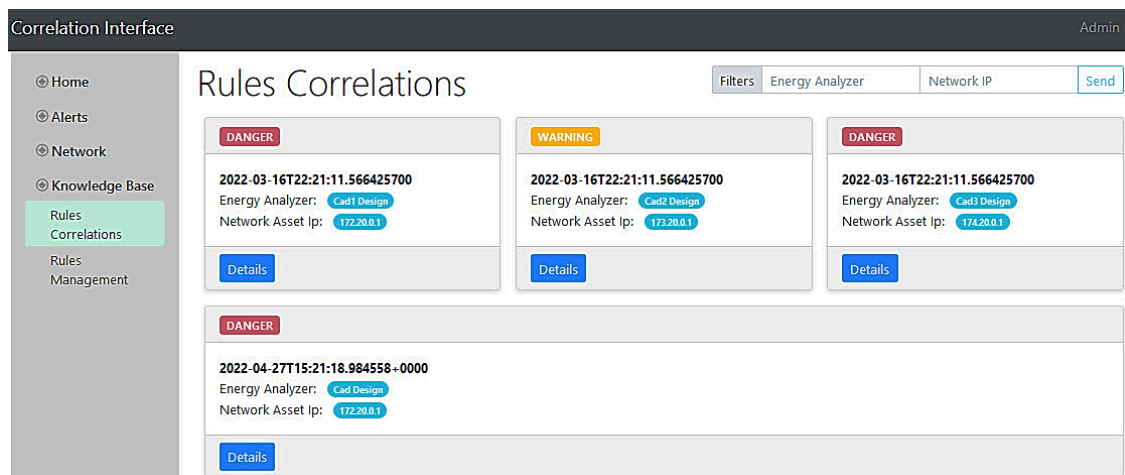 Correlation Interface
Admin
Home
Alerts
Network
Knowledge Base
Rules
Correlations
Rules
Management
Rules Correlations
Filters Energy Analyzer Network IP Send
DANGER
2022-03-16T22:21:11.566425700
Energy Analyzer: Cad1 Design
Network Asset Ip: 172.20.0.1
Details
WARNING
2022-03-16T22:21:11.566425700
Energy Analyzer: Cad2 Design
Network Asset Ip: 173.20.0.1
Details
DANGER
2022-03-16T22:21:11.566425700
Energy Analyzer: Cad3 Design
Network Asset Ip: 174.20.0.1
Details
DANGER
2022-04-27T15:21:18.984558+0000
Energy Analyzer: Cad Design
Network Asset Ip: 172.20.0.1
Details